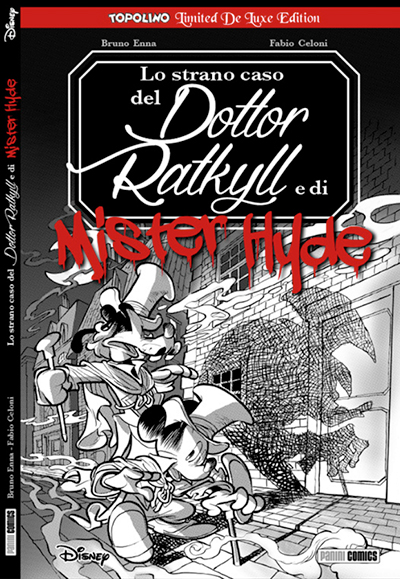 TOPOLINO Limited De Luxe Edition
Bruno Enna Fabio Celoni
Lo strano caso
del Dottor
Ratkyll e di
Mister Hyde
Disney
PANINI COMICS
Disney
Lo strano caso del Dottor Ratkyll e di Mister Hyde
Bruno Enna - Fabio Celoni
PANINI COMICS